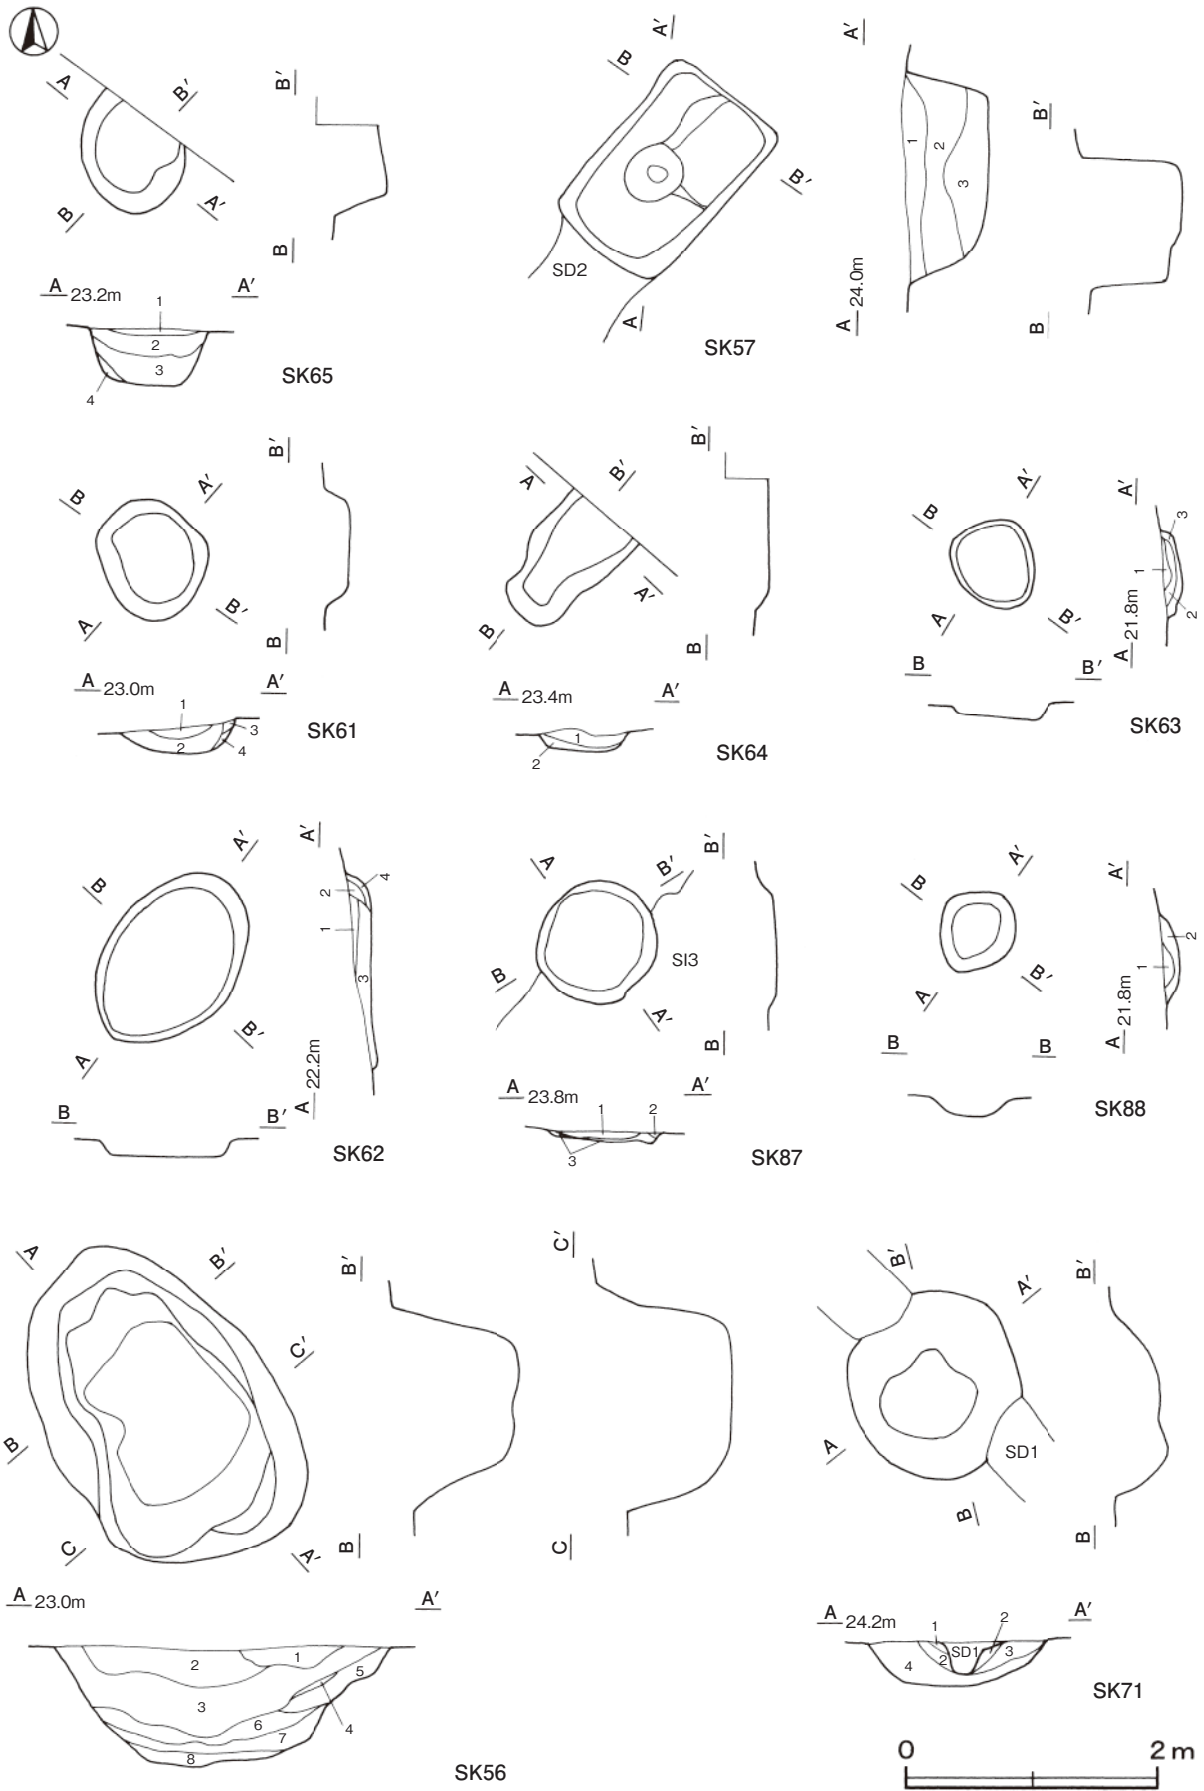 A
B'
B
A'
B'
B
A 23.2m A'
1
2
3
4
SK65
A'
B
B'
SD2
A
SK57
A'
1
2
3
A 24.0m
B'
B
B
A'
A
B'
B'
B
A 23.0m A'
1
2
3
4
SK61
A
B'
A'
B
B'
B
A 23.4m A'
1
2
SK64
A'
B
A
B'
A'
3
1
2
A 21.8m
B B'
SK63
A'
B
B'
A
A'
4
2
1
3
A 22.2m
B B'
SK62
A
B'
SI3
B
A'
B'
B
A 23.8m A'
1 2
3
SK87
A'
B
B'
A
A'
2
1
A 21.8m
B B
SK88
A
B'
C'
B
C
A'
B'
B
C'
C
A 23.0m A'
1
2
5
3
6
4
7
8
SK56
B'
A'
A
SD1
B
B'
B
A 24.2m A'
1 2
SD1
2 3
4
SK71
0 2 m